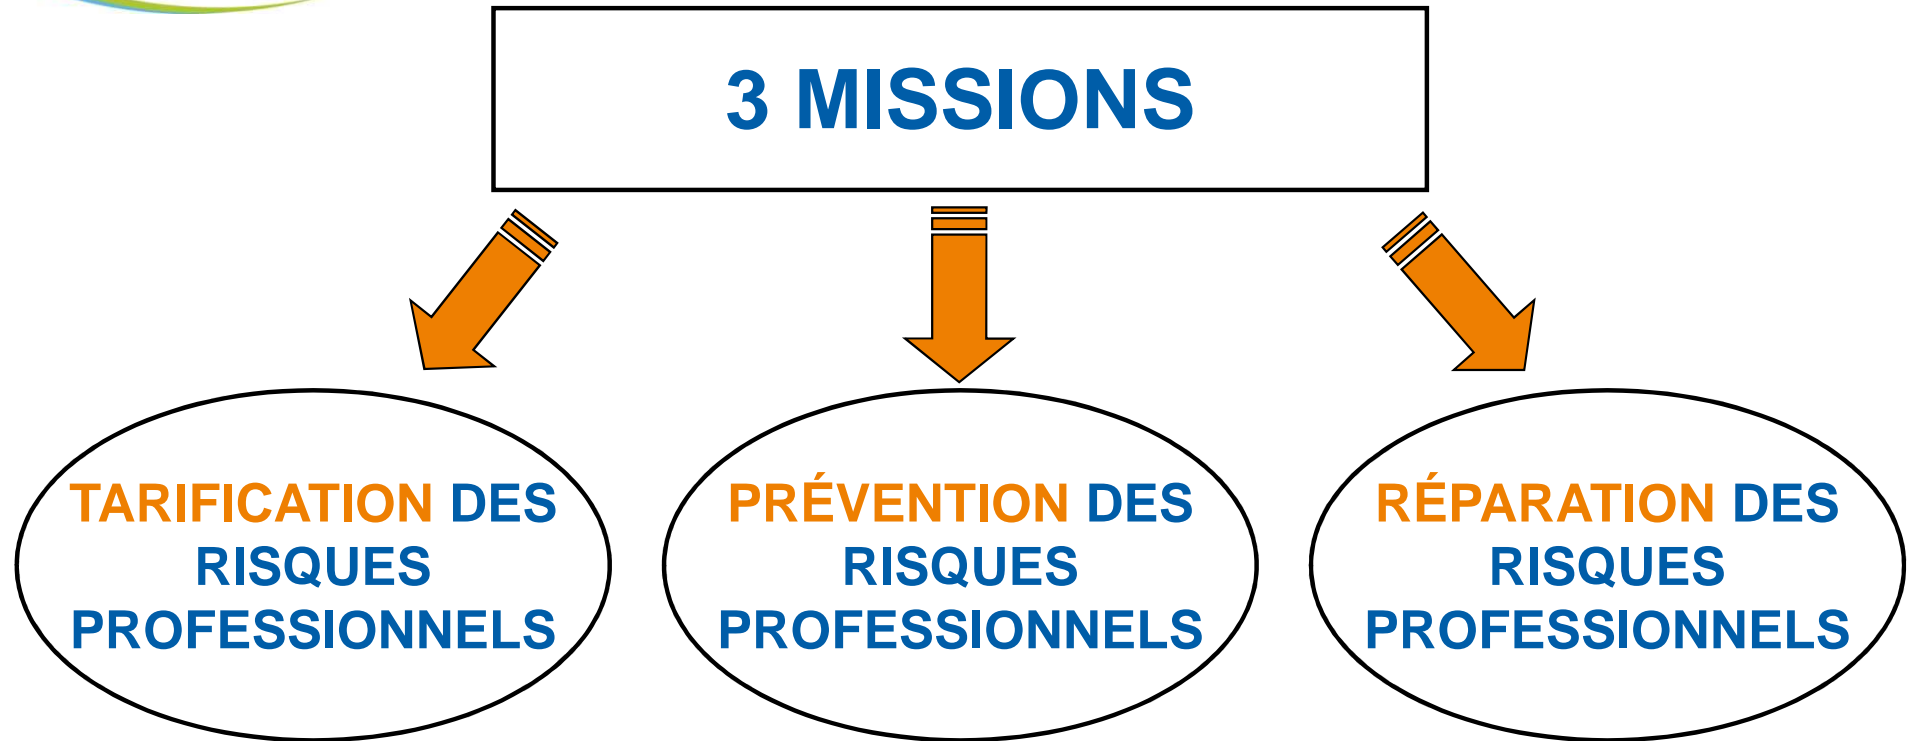 3 MISSIONS
TARIFICATION DES
RISQUES
PROFESSIONNELS
PRÉVENTION DES
RISQUES
PROFESSIONNELS
RÉPARATION DES
RISQUES
PROFESSIONNELS